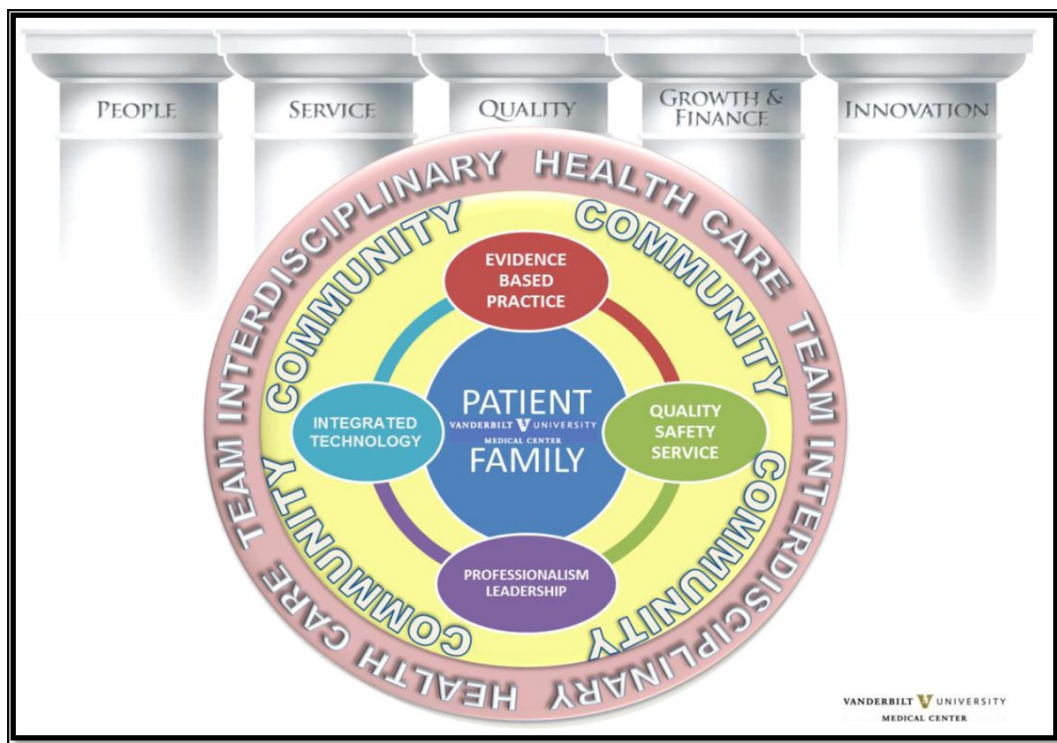 PEOPLE
SERVICE
QUALITY
GROWTH &
FINANCE
INNOVATION
INTERDISCIPLINARY HEALTH CARE TEAM INTERDISCIPLINARY HEALTH CARE TEAM
COMMUNITY
COMMUNITY
COMMUNITY
COMMUNITY
EVIDENCE
BASED
PRACTICE
INTEGRATED
TECHNOLOGY
PATIENT
VANDERBILT V UNIVERSITY
MEDICAL CENTER
FAMILY
QUALITY
SAFETY
SERVICE
PROFESSIONALISM
LEADERSHIP
VANDERBILT V UNIVERSITY
MEDICAL CENTER